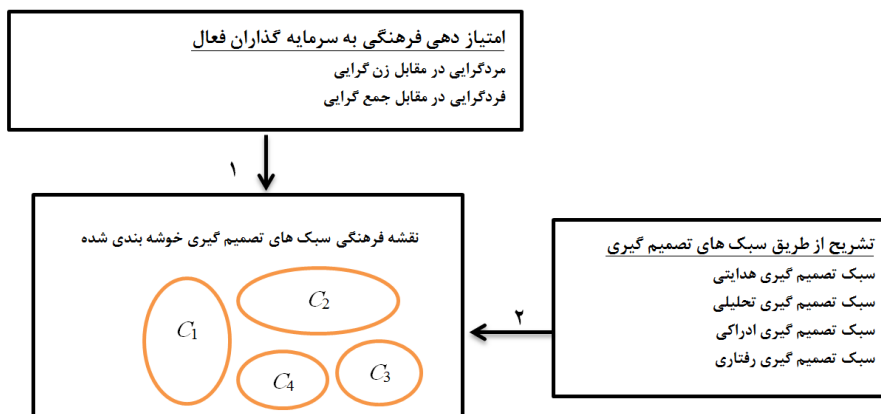 امتیاز دهی فرهنگی به سرمایه گذاران فعال
مردگرایی در مقابل زن گرایی
فردگرایی در مقابل جمع گرایی
۱
نقشه فرهنگی سبک های تصمیم گیری خوشه بندی شده
C1
C2
C3
C4
۲
تشریح از طریق سبک های تصمیم گیری
سبک تصمیم گیری هدایتی
سبک تصمیم گیری تحلیلی
سبک تصمیم گیری ادراکی
سبک تصمیم گیری رفتاری